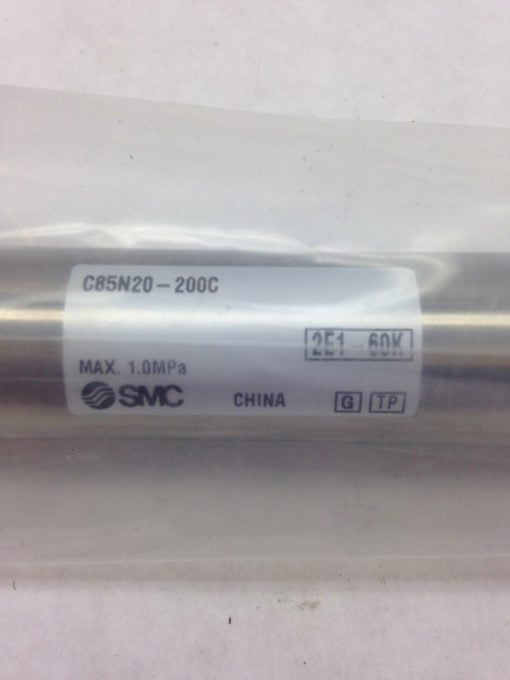 C85N20-200C
2E1-60K
MAX. 1.0MPa
SMC CHINA G TP